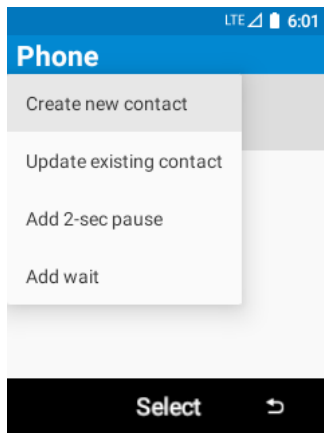 LTE 6:01
Phone
Create new contact
Update existing contact
Add 2-sec pause
Add wait
Select